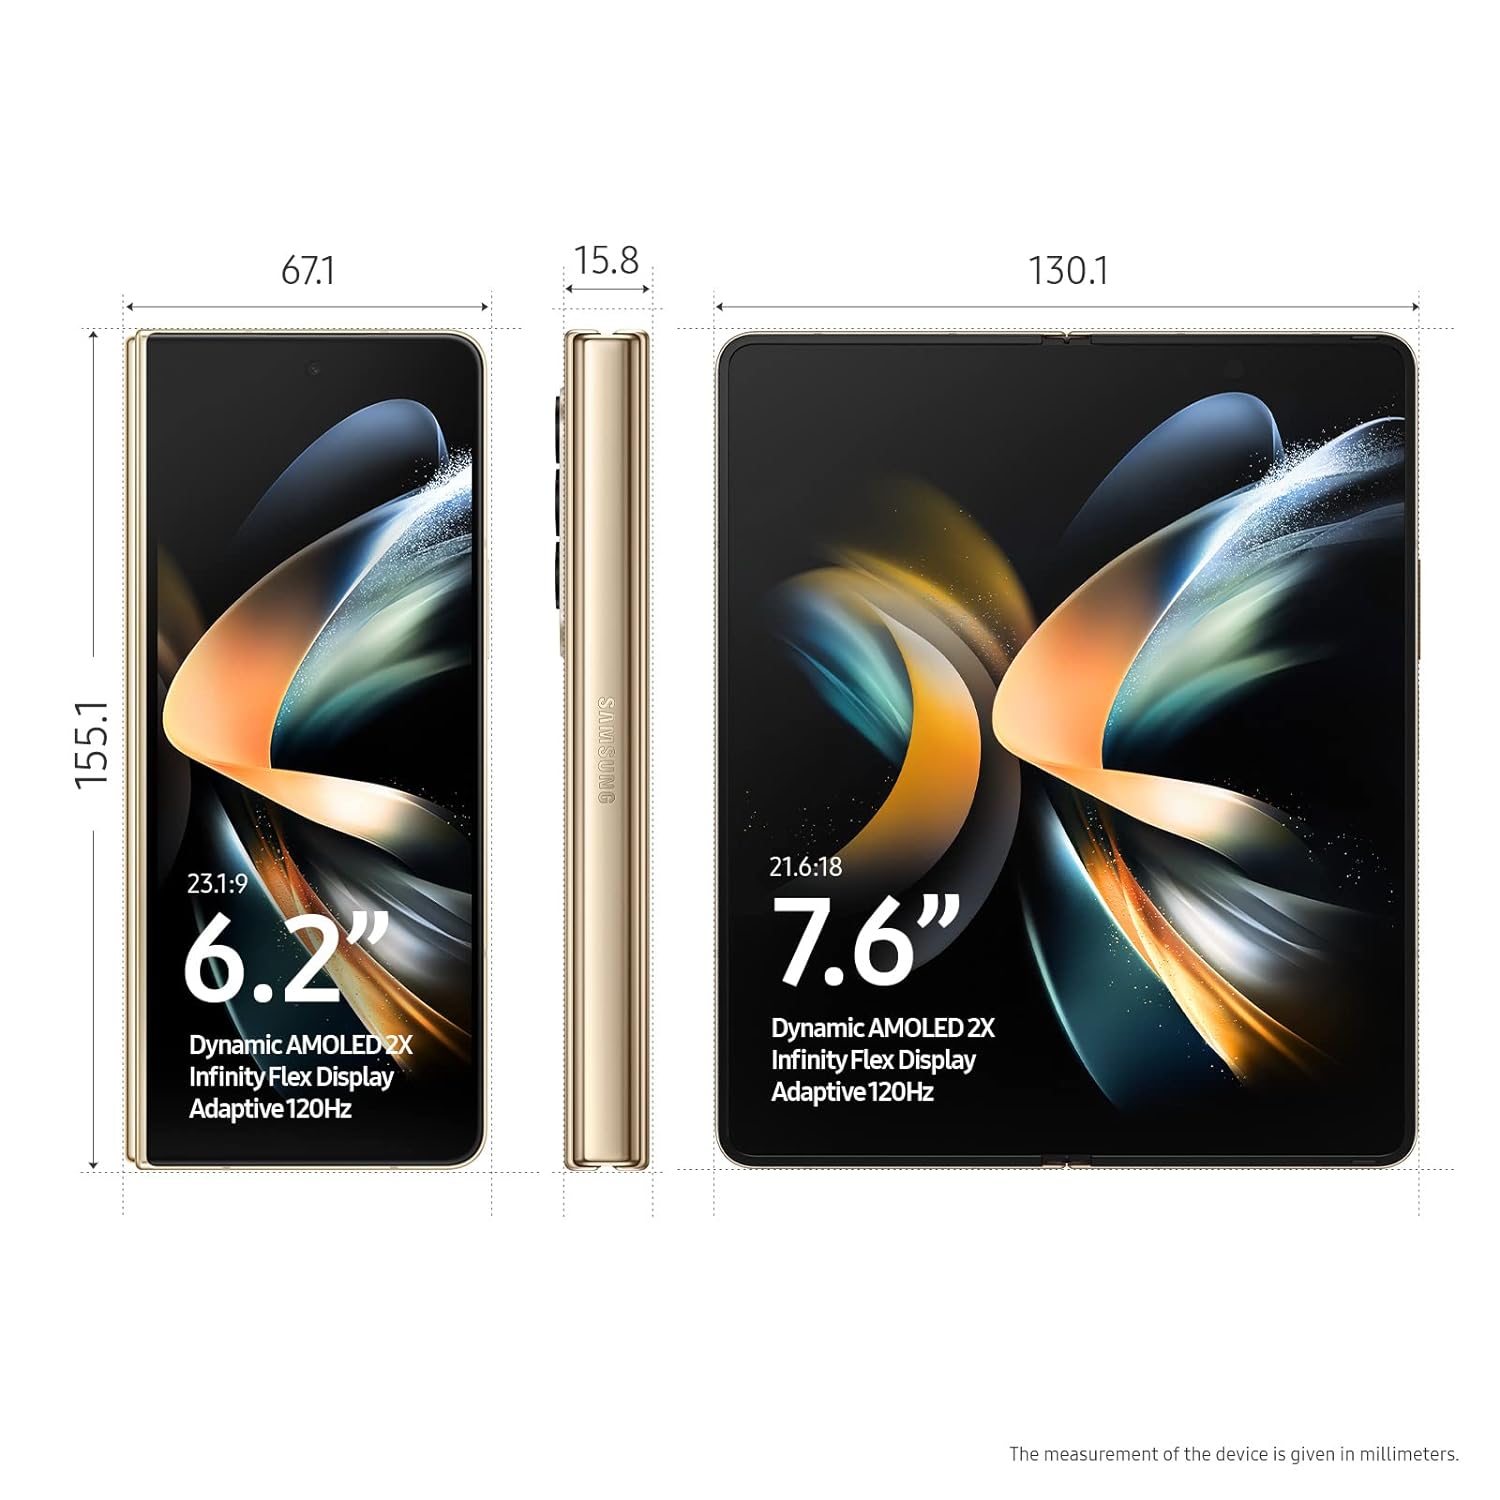 67.1
15.8
130.1
155.1
SAMSUNG
23.1:9
6.2”
Dynamic AMOLED 2X
Infinity Flex Display
Adaptive 120Hz
21.6:18
7.6”
Dynamic AMOLED 2X
Infinity Flex Display
Adaptive 120Hz
The measurement of the device is given in millimeters.